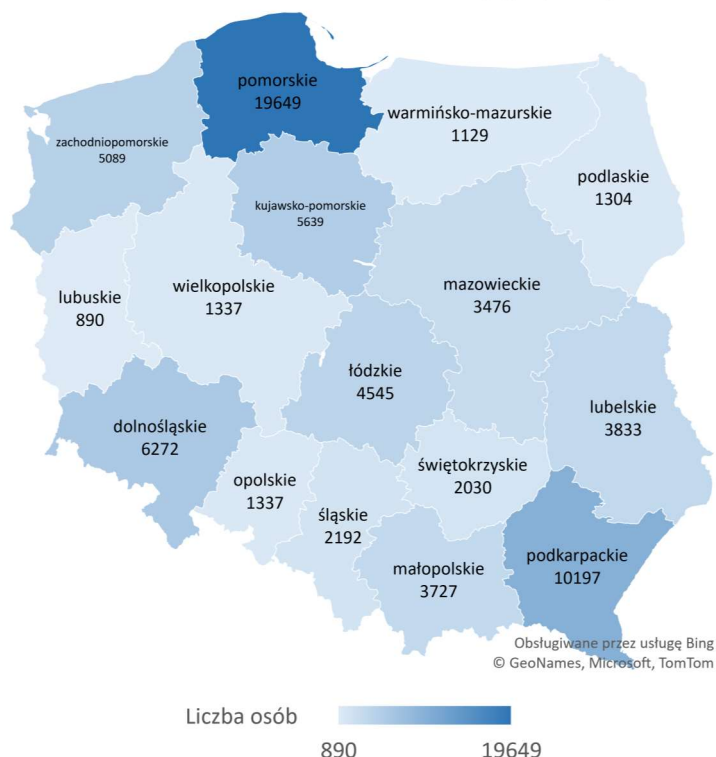 pomorskie
19649
warmińsko-mazurskie
1129
zachodniopomorskie
5089
podlaskie
1304
kujawsko-pomorskie
5639
wielkopolskie
1337
mazowieckie
3476
lubuskie
890
łódzkie
4545
lubelskie
3833
dolnośląskie
6272
świętokrzyskie
2030
opolskie
1337
śląskie
2192
podkarpackie
10197
małopolskie
3727
Obsługiwane przez usługę Bing
© GeoNames, Microsoft, TomTom
Liczba osób
890 19649